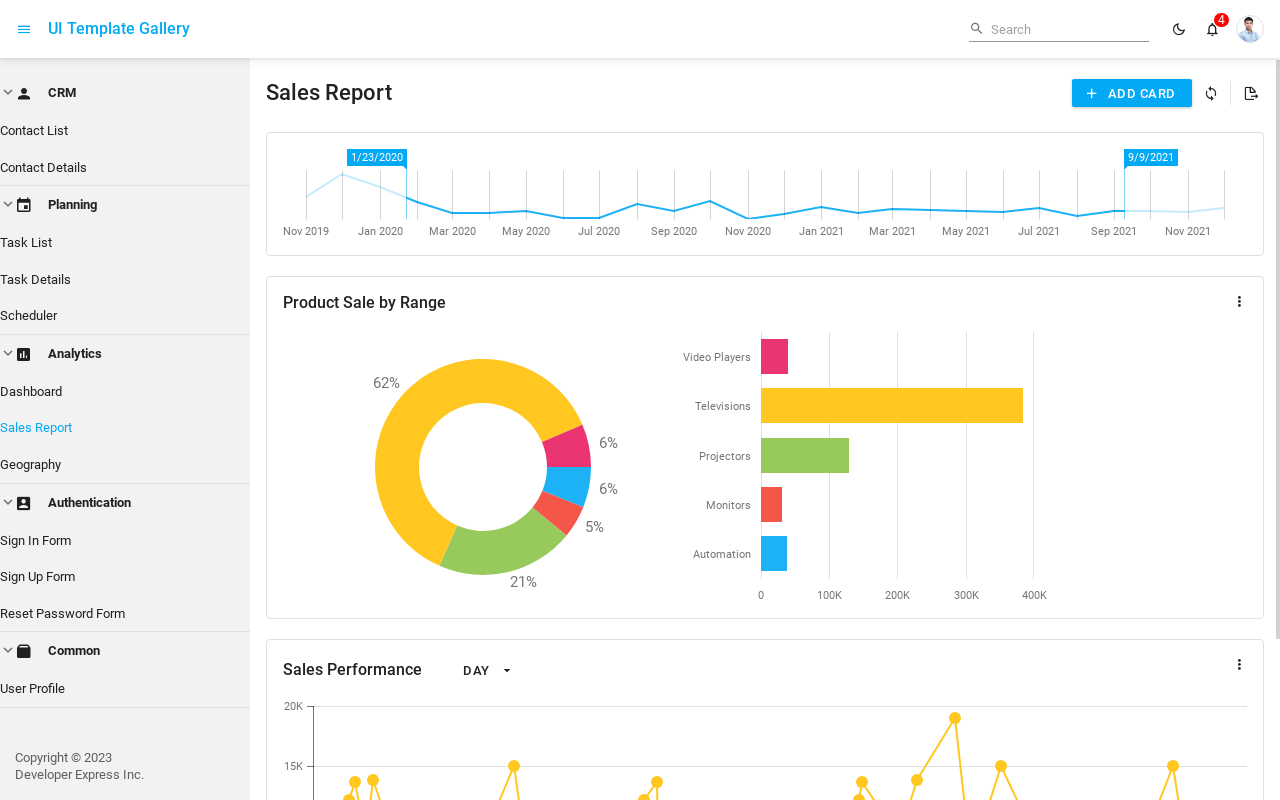 UI Template Gallery
Search
4
CRM
Contact List
Contact Details
Planning
Task List
Task Details
Scheduler
Analytics
Dashboard
Sales Report
Geography
Authentication
Sign In Form
Sign Up Form
Reset Password Form
Common
User Profile
Copyright © 2023
Developer Express Inc.
Sales Report
ADD CARD
1/23/2020
9/9/2021
Nov 2019 Jan 2020 Mar 2020 May 2020 Jul 2020 Sep 2020 Nov 2020 Jan 2021 Mar 2021 May 2021 Jul 2021 Sep 2021 Nov 2021
Product Sale by Range
62%
6%
6%
5%
21%
Video Players
Televisions
Projectors
Monitors
Automation
0 100K 200K 300K 400K
Sales Performance
DAY
20K
15K